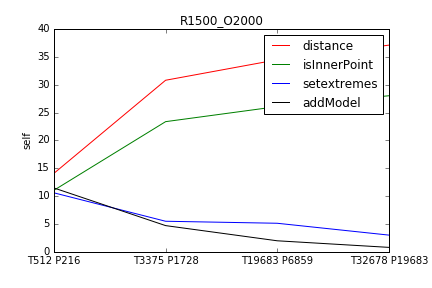 R1500_O2000
40
35
30
25
20
15
10
5
0
self
distance
isInnerPoint
setextremes
addModel
T512 P216
T3375 P1728
T19683 P6859
T32678 P19683